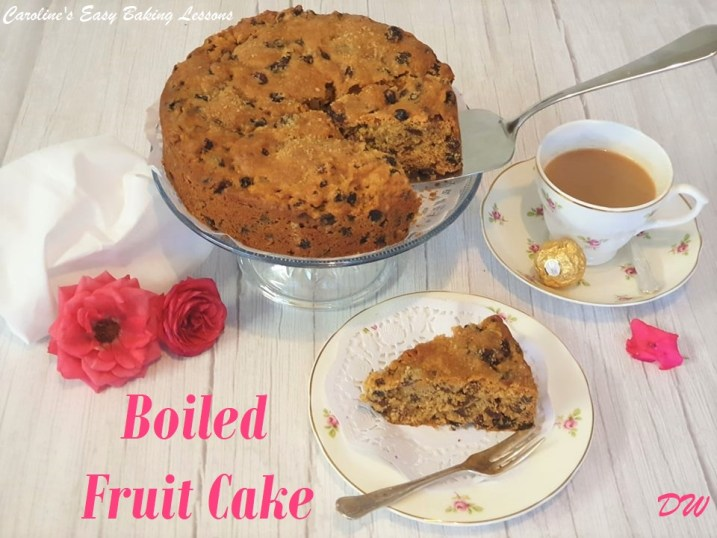 Caroline's Easy Baking Lessons
Boiled
Fruit Cake
DW